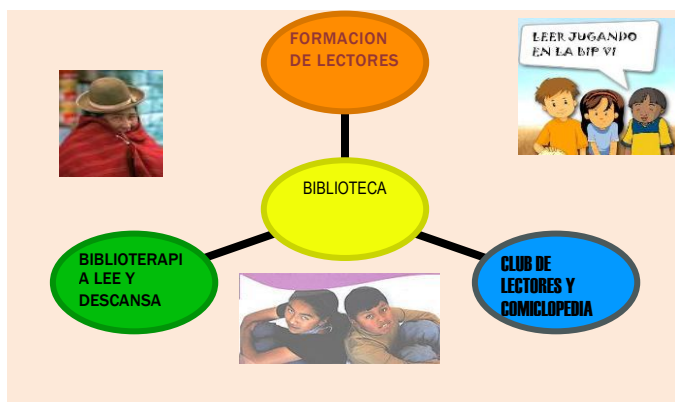 FORMACION
DE LECTORES
LEER JUGANDO
EN LA BIP VI
BIBLIOTECA
BIBLIOTERAPI
A LEE Y
DESCANSA
CLUB DE
LECTORES Y
COMICLOPEDIA